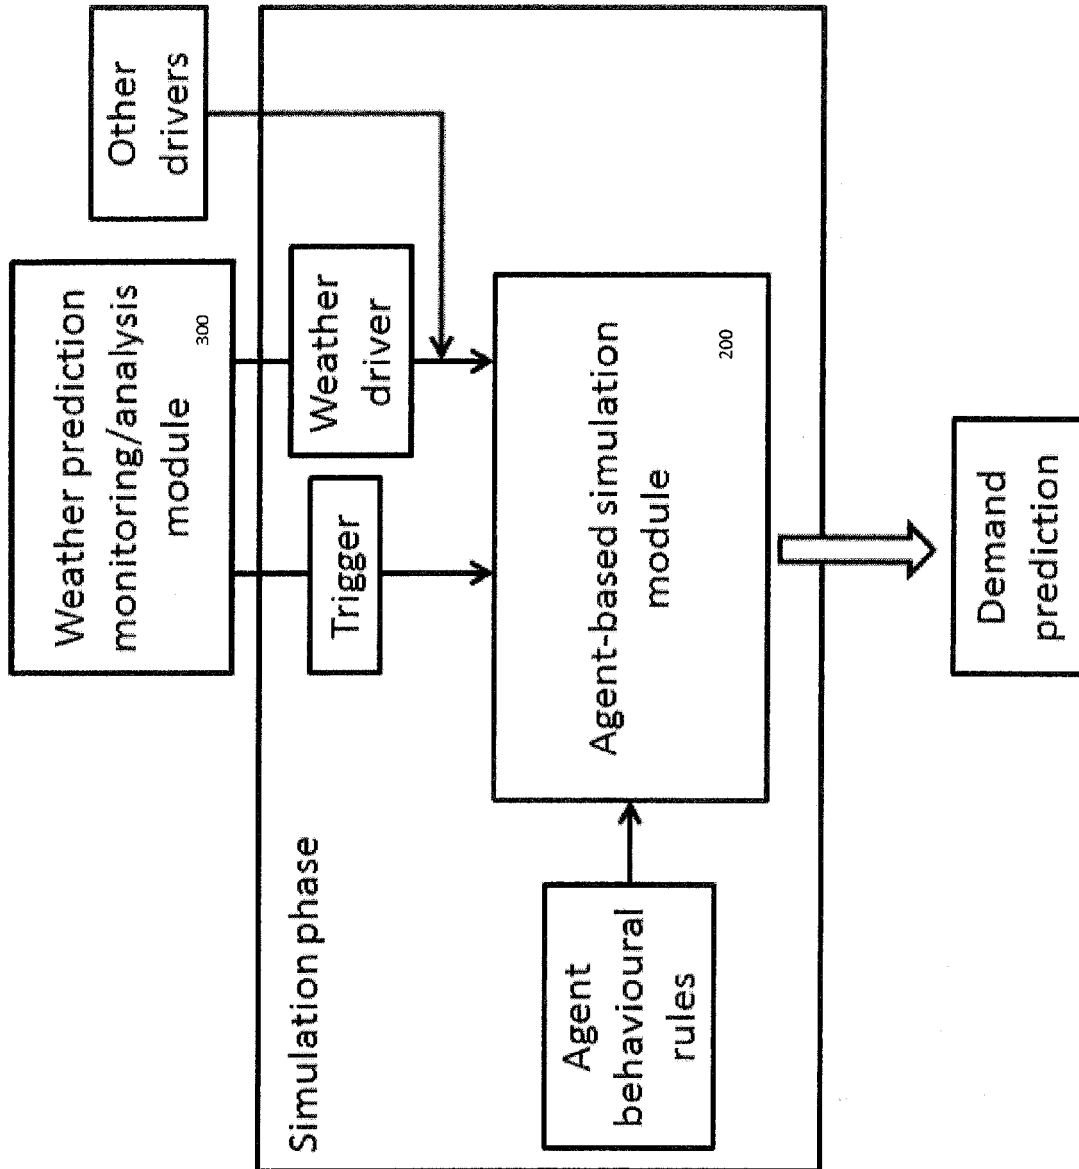 Simulation phase
Weather prediction
monitoring/analysis
module
300
Other
drivers
Trigger
Weather
driver
Agent
behavioural
rules
Agent-based simulation
module
200
Demand
prediction